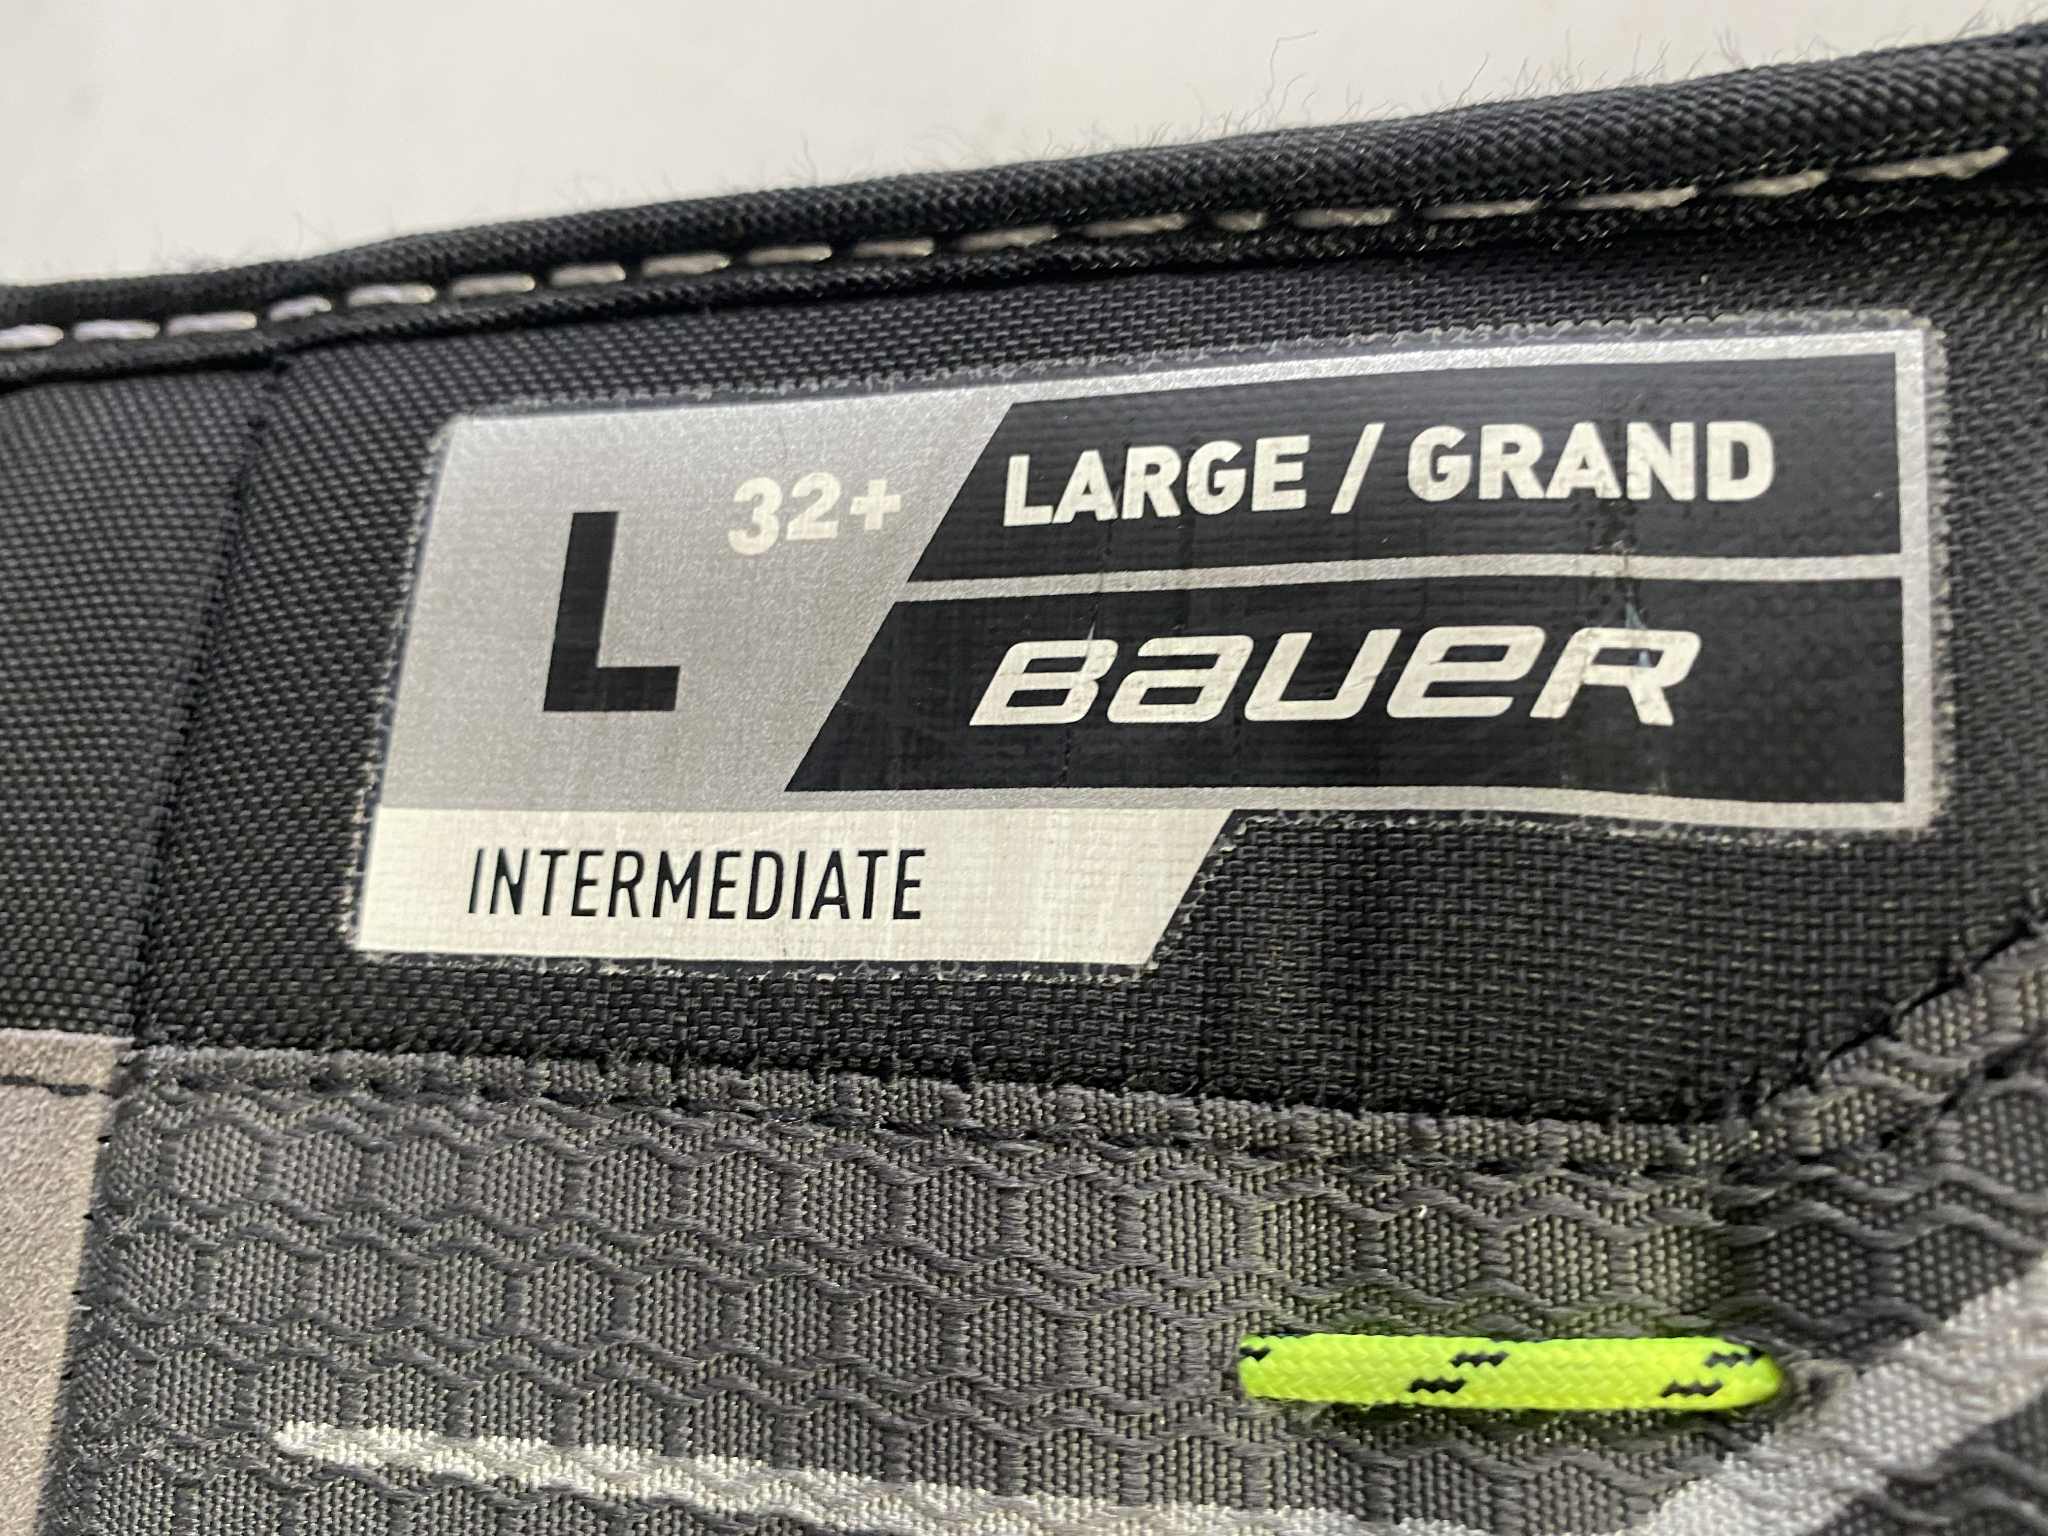 L 32+ LARGE / GRAND
BAUER
INTERMEDIATE